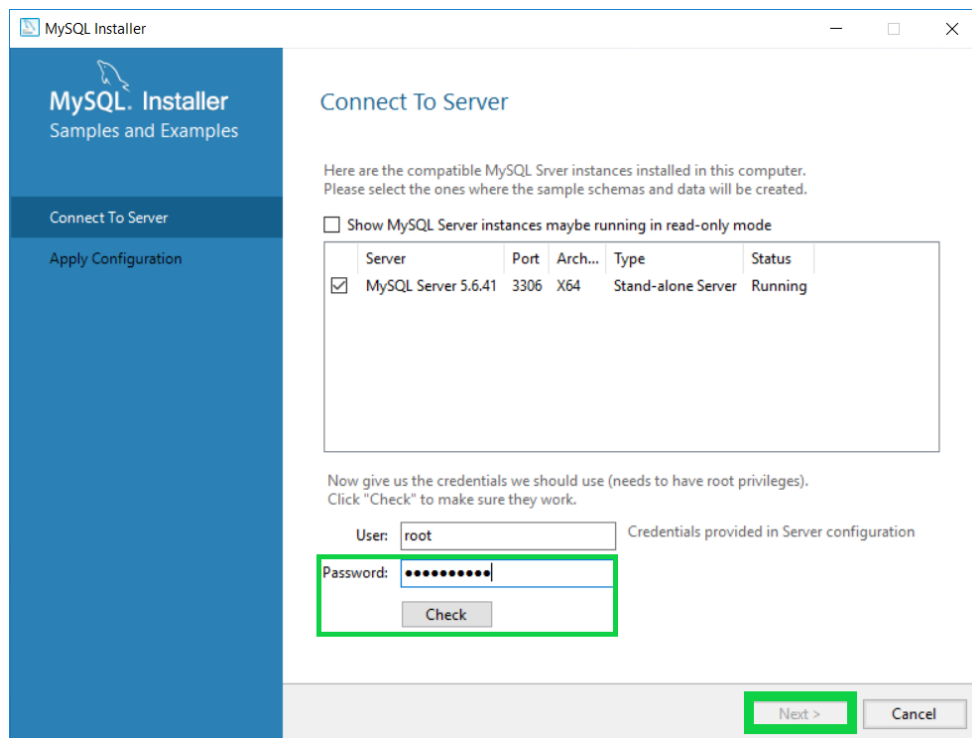 MySQL Installer
MySQL. Installer
Samples and Examples
Connect To Server
Apply Configuration
Connect To Server
Here are the compatible MySQL Srver instances installed in this computer.
Please select the ones where the sample schemas and data will be created.
Show MySQL Server instances maybe running in read-only mode
Server Port Arch... Type Status
MySQL Server 5.6.41 3306 X64 Stand-alone Server Running
Now give us the credentials we should use (needs to have root privileges).
Click "Check" to make sure they work.
User: root Credentials provided in Server configuration
Password: ••••••••••
Check
Next > Cancel